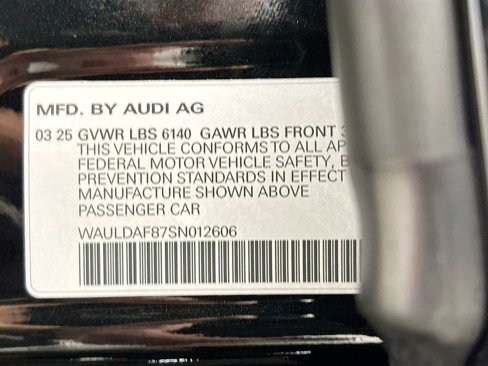 MFD. BY AUDI AG
03 25 GVWR LBS 6140 GAWR LBS FRONT
THIS VEHICLE CONFORMS TO ALL AP
FEDERAL MOTOR VEHICLE SAFETY, B
PREVENTION STANDARDS IN EFFECT
MANUFACTURE SHOWN ABOVE
PASSENGER CAR
WAULDAF87SN012606